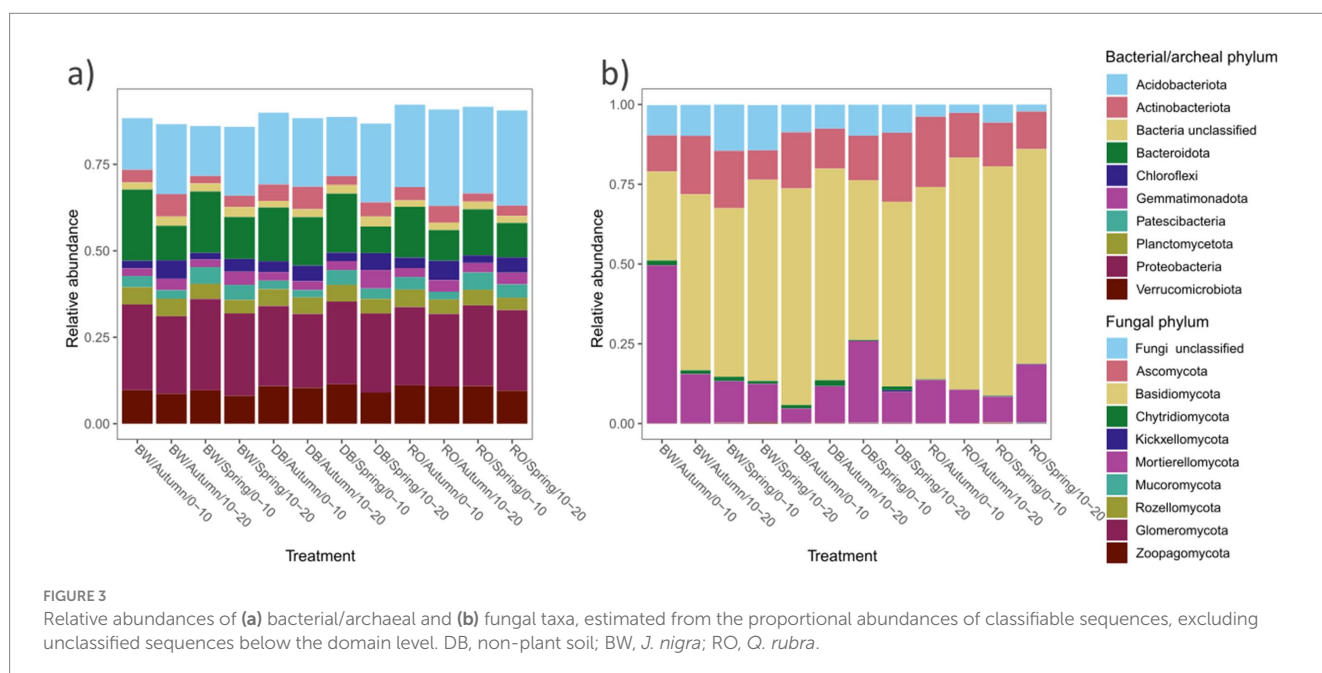 a)
Relative abundance
0.75
0.50
0.25
0.00
BW/Autumn/0-10
BW/Autumn/10-20
BW/Spring/0-10
BW/Spring/10-20
DB/Autumn/0-10
DB/Autumn/10-20
DB/Spring/0-10
DB/Spring/10-20
RO/Autumn/0-10
RO/Autumn/10-20
RO/Spring/0-10
RO/Spring/10-20
Treatment
b)
Relative abundance
1.00
0.75
0.50
0.25
0.00
BW/Autumn/0-10
BW/Autumn/10-20
BW/Spring/0-10
BW/Spring/10-20
DB/Autumn/0-10
DB/Autumn/10-20
DB/Spring/0-10
DB/Spring/10-20
RO/Autumn/0-10
RO/Autumn/10-20
RO/Spring/0-10
RO/Spring/10-20
Treatment
Bacterial/archeal phylum
Acidobacteriota
Actinobacteriota
Bacteria unclassified
Bacteroidota
Chloroflexi
Gemmatimonadota
Patescibacteria
Planctomycetota
Proteobacteria
Verrucomicrobiota
Fungal phylum
Fungi unclassified
Ascomycota
Basidiomycota
Chytridiomycota
Kickxellomycota
Mortierellomycota
Mucoromycota
Rozellomycota
Glomeromycota
Zoopagomycota
FIGURE 3
Relative abundances of (a) bacterial/archaeal and (b) fungal taxa, estimated from the proportional abundances of classifiable sequences, excluding
unclassified sequences below the domain level. DB, non-plant soil; BW, J. nigra; RO, Q. rubra.